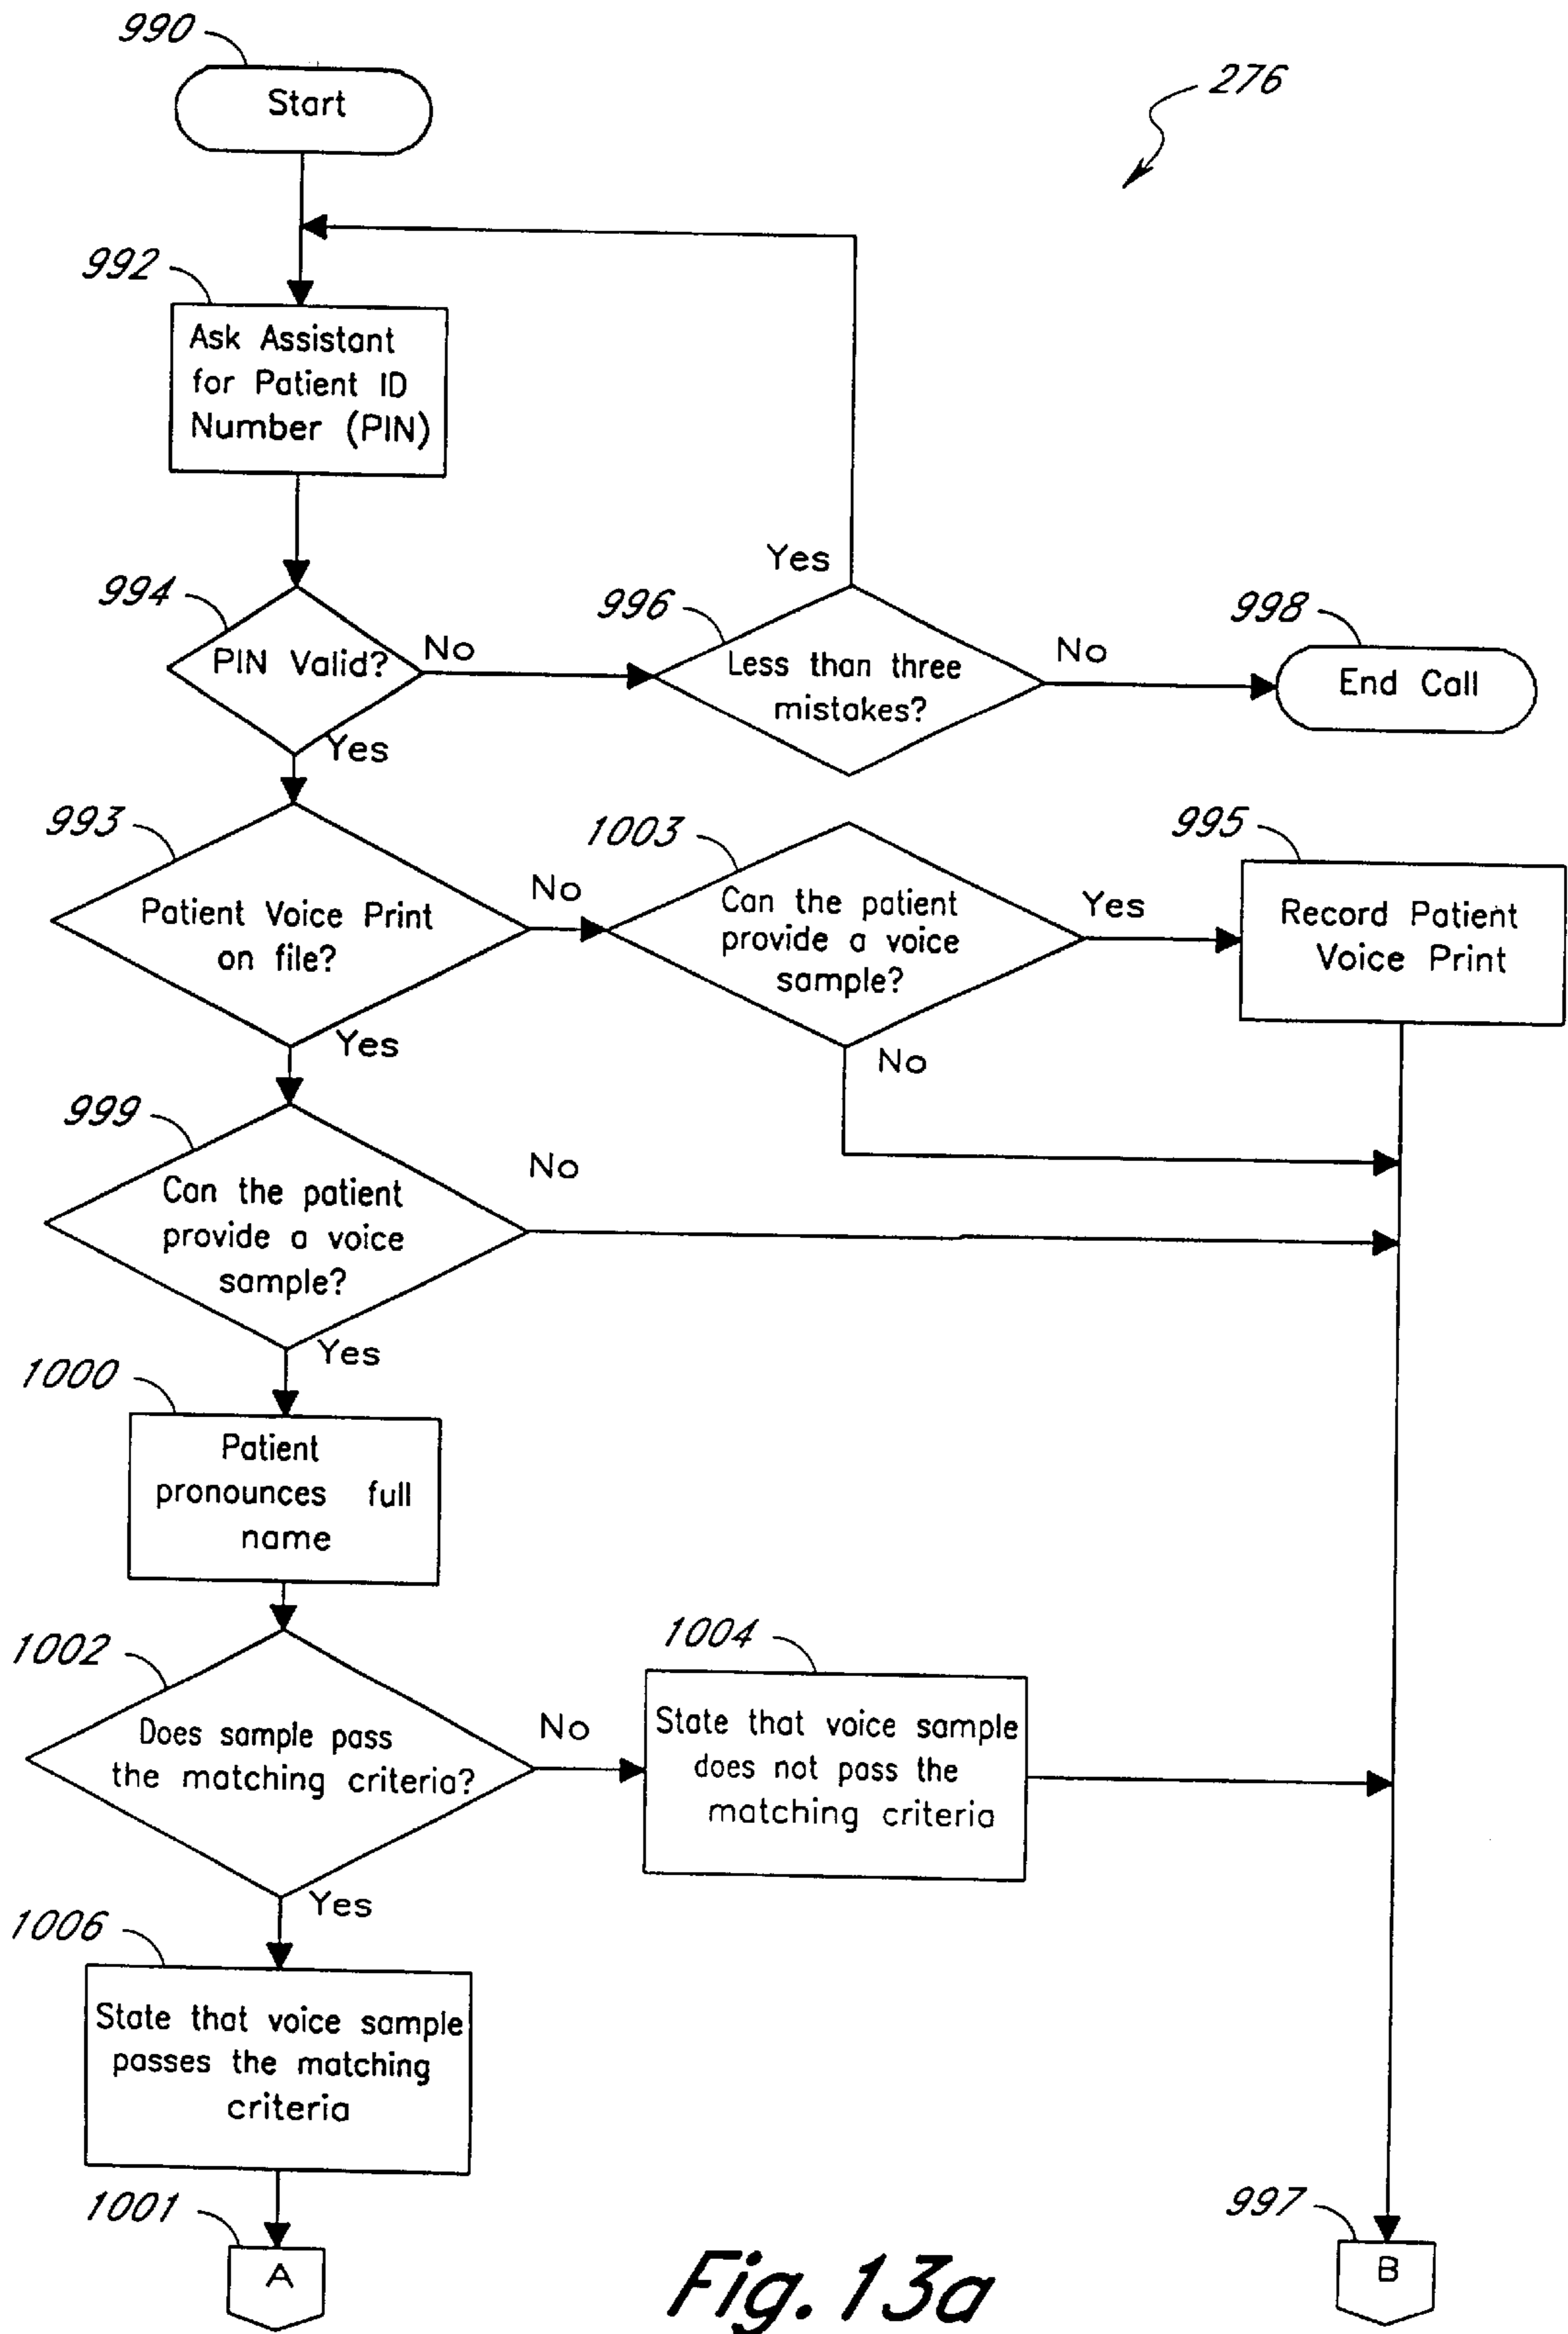 990
Start
276
992
Ask Assistant
for Patient ID
Number (PIN)
994
PIN Valid?
No
Yes
996
Less than three
mistakes?
Yes
No
998
End Call
993
Patient Voice Print
on file?
No
Yes
1003
Can the patient
provide a voice
sample?
Yes
No
995
Record Patient
Voice Print
999
Can the patient
provide a voice
sample?
No
Yes
1000
Patient
pronounces full
name
1002
Does sample pass
the matching criteria?
No
Yes
1004
State that voice sample
does not pass the
matching criteria
1006
State that voice sample
passes the matching
criteria
1001
A
997
B
Fig. 13a